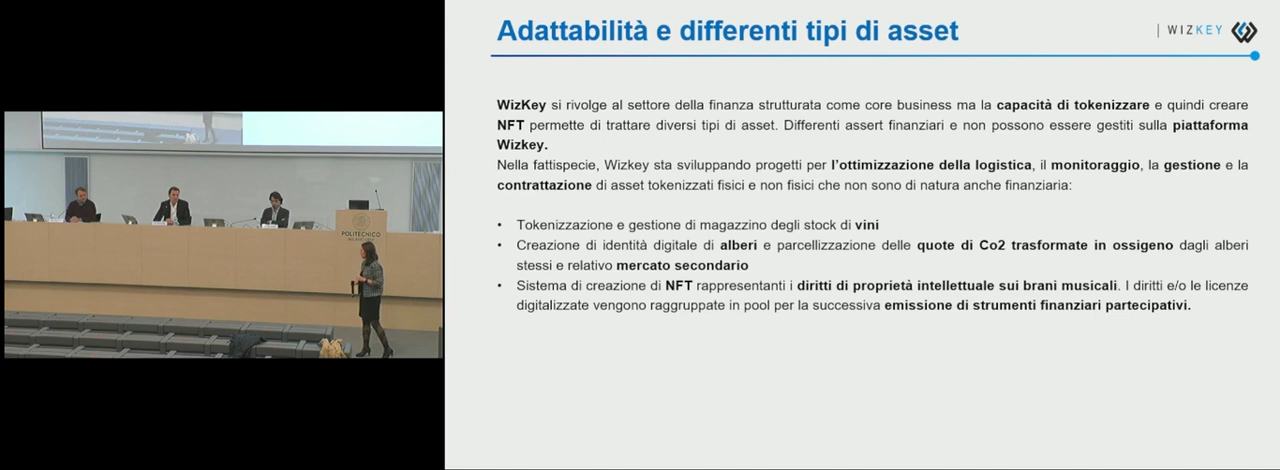 Adattabilità e differenti tipi di asset
| WIZKEY
WizKey si rivolge al settore della finanza strutturata come core business ma la capacità di tokenizzare e quindi creare
NFT permette di trattare diversi tipi di asset. Differenti assert finanziari e non possono essere gestiti sulla piattaforma
Wizkey.
Nella fattispecie, Wizkey sta sviluppando progetti per l'ottimizzazione della logistica, il monitoraggio, la gestione e la
contrattazione di asset tokenizzati fisici e non fisici che non sono di natura anche finanziaria:
• Tokenizzazione e gestione di magazzino degli stock di vini
• Creazione di identità digitale di alberi e parcellizzazione delle quote di Co2 trasformate in ossigeno dagli alberi
stessi e relativo mercato secondario
• Sistema di creazione di NFT rappresentanti i diritti di proprietà intellettuale sui brani musicali. I diritti e/o le licenze
digitalizzate vengono raggruppate in pool per la successiva emissione di strumenti finanziari partecipativi.
POLITECNICO